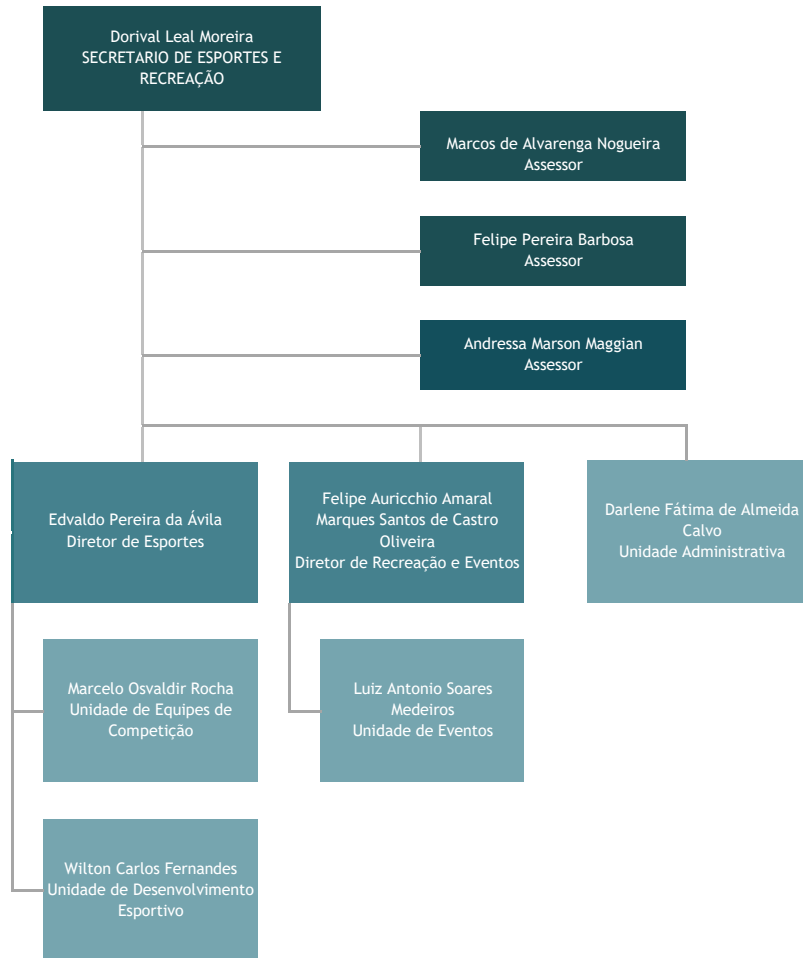 Dorival Leal Moreira
SECRETARIO DE ESPORTES E
RECREAÇÃO
Marcos de Alvarenga Nogueira
Assessor
Felipe Pereira Barbosa
Assessor
Andressa Marson Maggian
Assessor
Edvaldo Pereira da Ávila
Diretor de Esportes
Felipe Auricchio Amaral
Marques Santos de Castro
Oliveira
Diretor de Recreação e Eventos
Darlene Fátima de Almeida
Calvo
Unidade Administrativa
Marcelo Osvaldir Rocha
Unidade de Equipes de
Competição
Luiz Antonio Soares
Medeiros
Unidade de Eventos
Wilton Carlos Fernandes
Unidade de Desenvolvimento
Esportivo